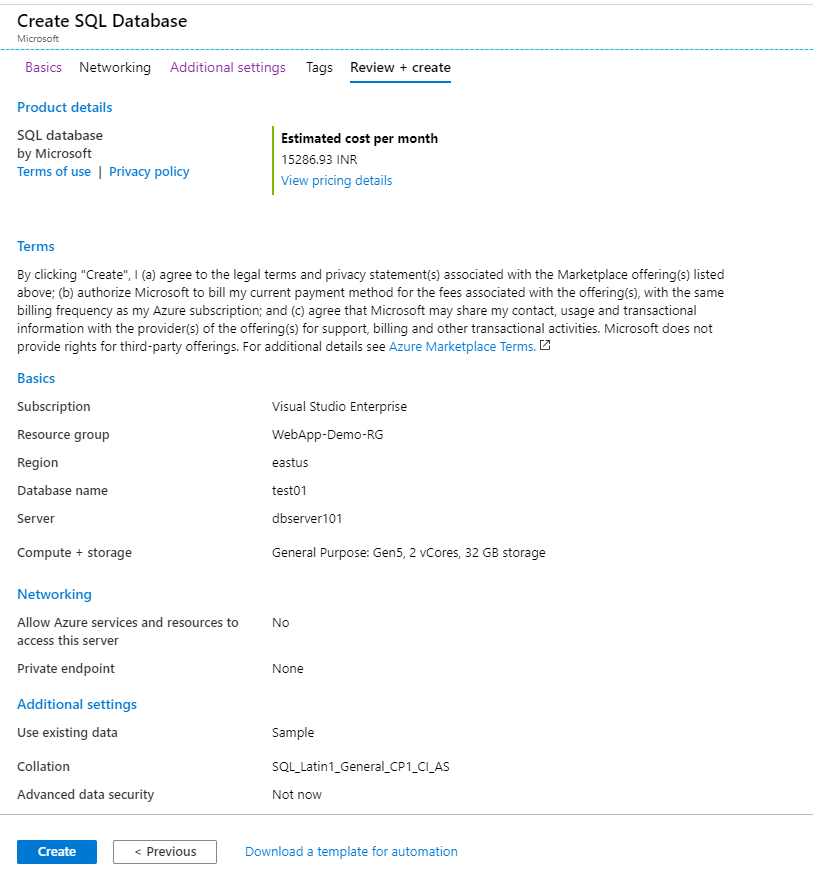 Create SQL Database
Microsoft
Basics Networking Additional settings Tags Review + create
Product details
SQL database
by Microsoft
Terms of use | Privacy policy
Estimated cost per month
15286.93 INR
View pricing details
Terms
By clicking "Create", I (a) agree to the legal terms and privacy statement(s) associated with the Marketplace offering(s) listed
above; (b) authorize Microsoft to bill my current payment method for the fees associated with the offering(s), with the same
billing frequency as my Azure subscription; and (c) agree that Microsoft may share my contact, usage and transactional
information with the provider(s) of the offering(s) for support, billing and other transactional activities. Microsoft does not
provide rights for third-party offerings. For additional details see Azure Marketplace Terms.
Basics
Subscription Visual Studio Enterprise
Resource group WebApp-Demo-RG
Region eastus
Database name test01
Server dbserver101
Compute + storage General Purpose: Gen5, 2 vCores, 32 GB storage
Networking
Allow Azure services and resources to No
access this server
Private endpoint None
Additional settings
Use existing data Sample
Collation SQL_Latin1_General_CP1_CI_AS
Advanced data security Not now
Create < Previous Download a template for automation